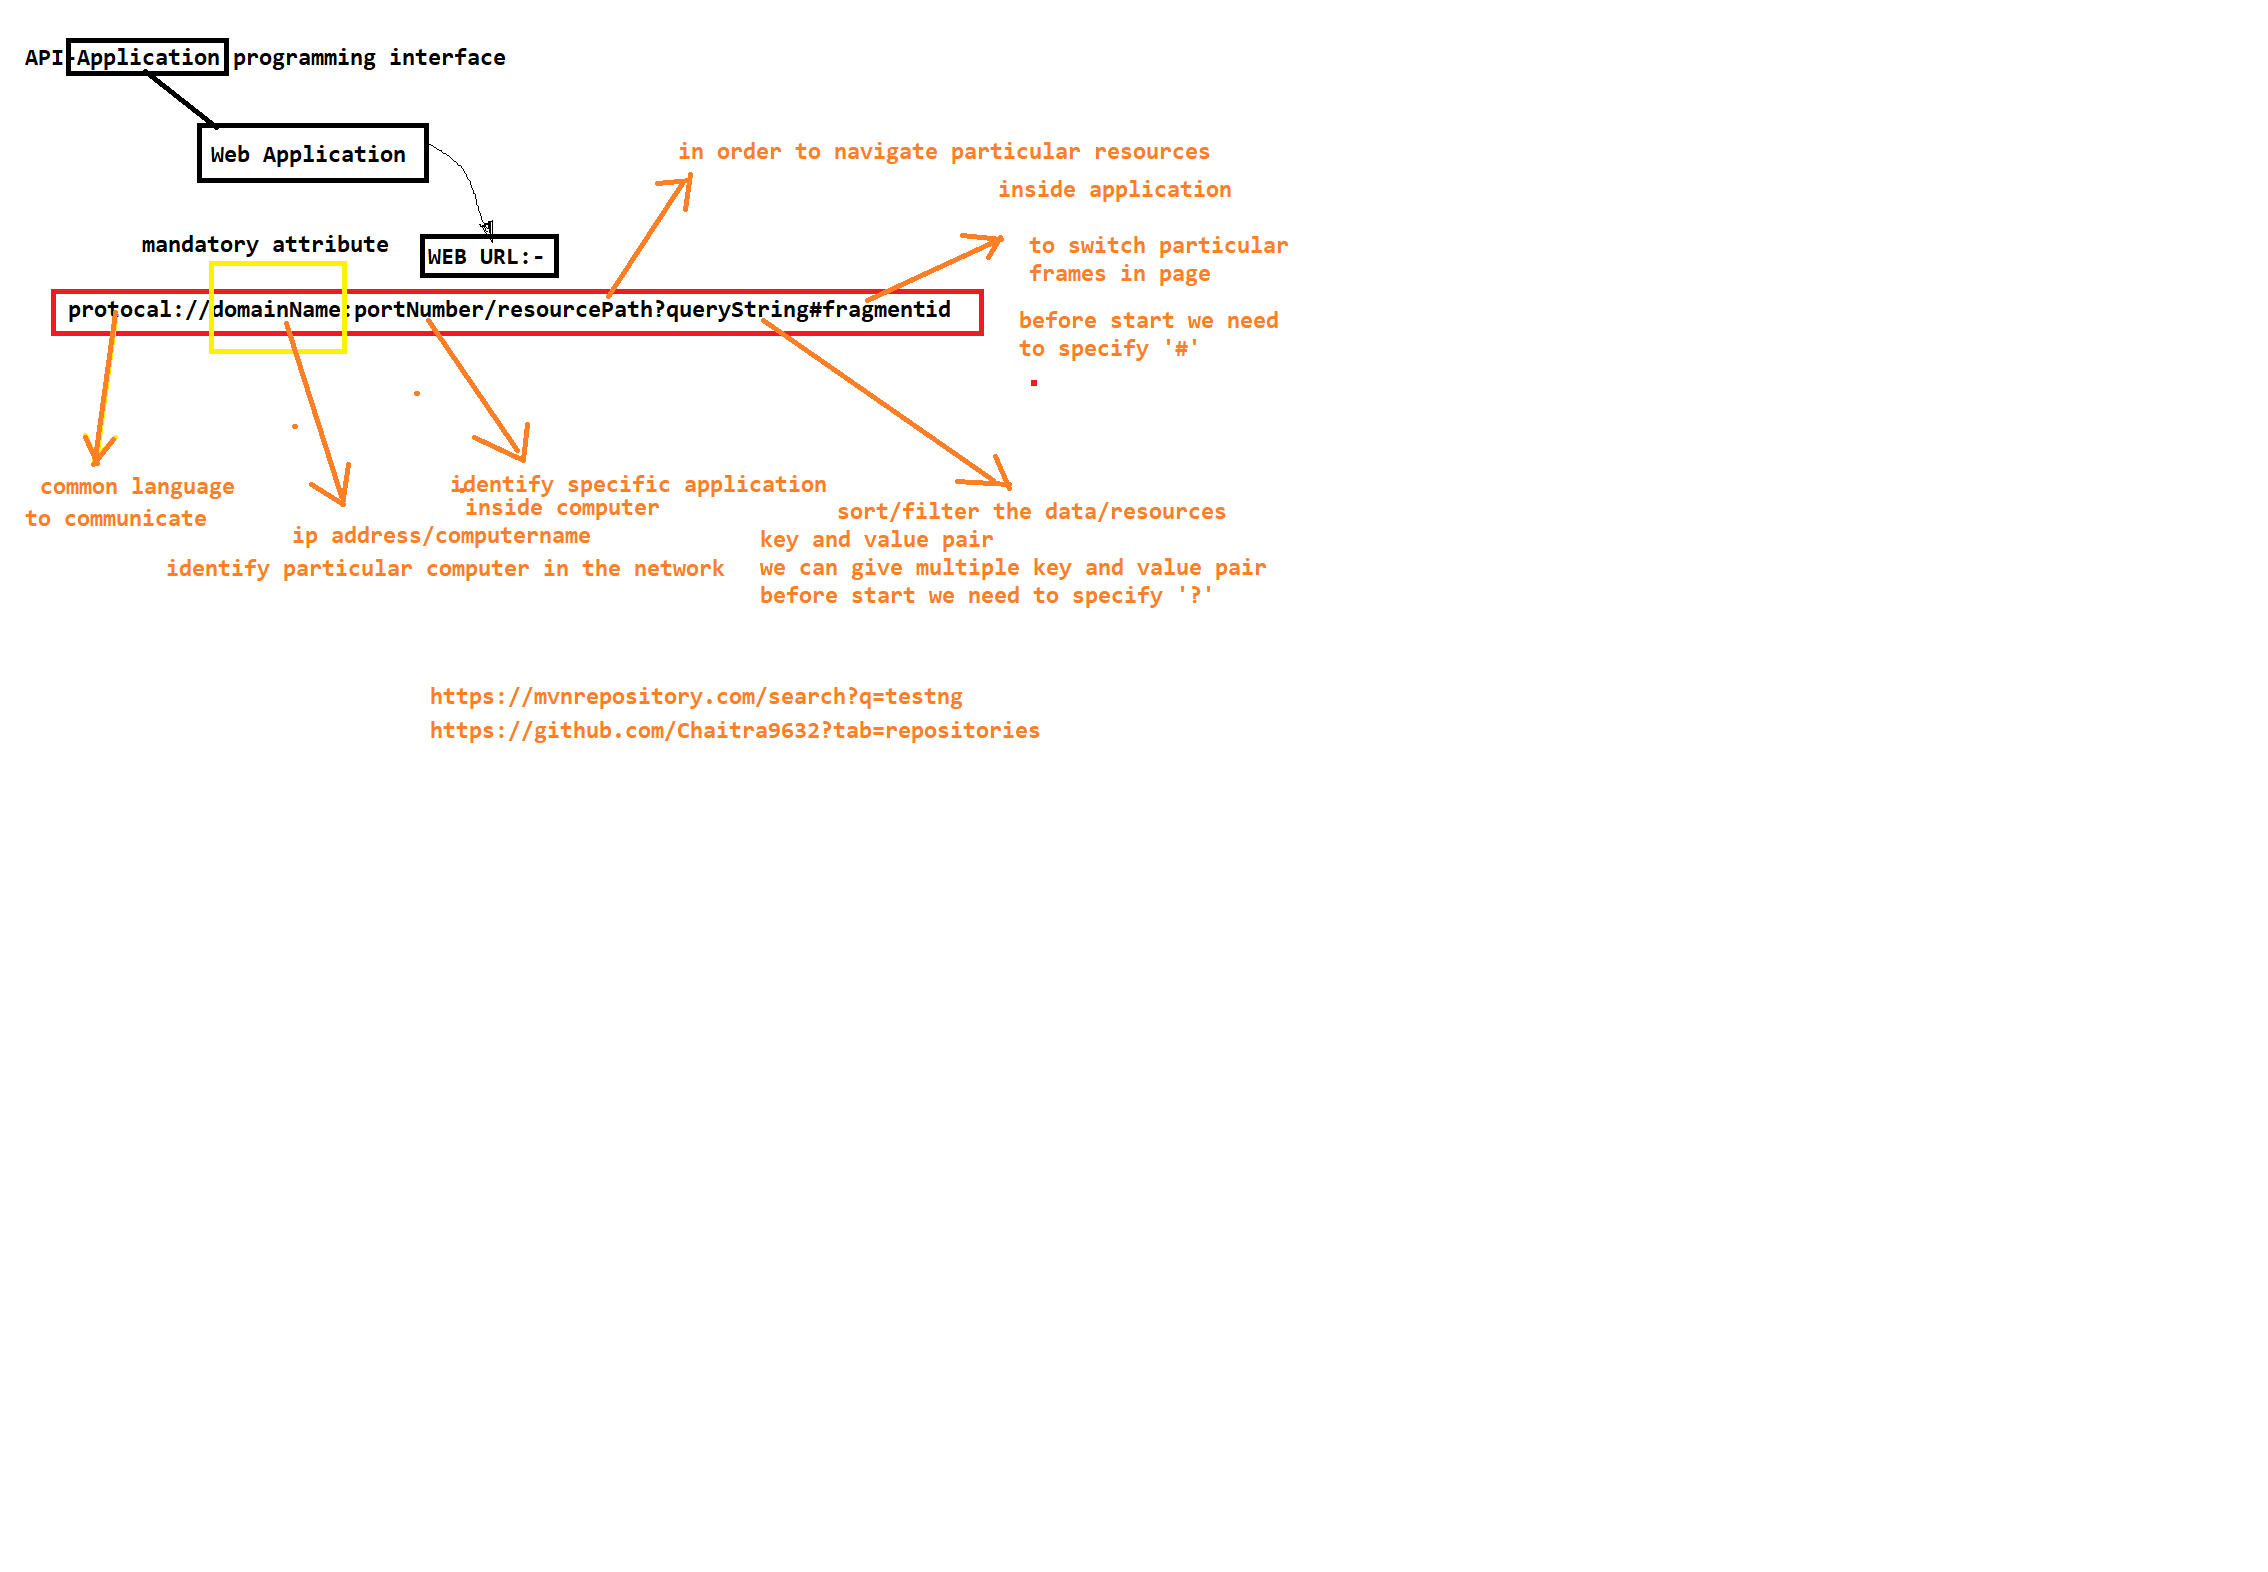 API-Application programming interface
Web Application
in order to navigate particular resources
inside application
mandatory attribute
WEB URL:-
to switch particular
frames in page
protocal://domainName:portNumber/resourcePath?queryString#fragmentid
before start we need
to specify '#'
common language
to communicate
identify specific application
inside computer
ip address/computername
identify particular computer in the network
sort/filter the data/resources
key and value pair
we can give multiple key and value pair
before start we need to specify '?'
https://mvnrepository.com/search?q=testng
https://github.com/Chaitra9632?tab=repositories